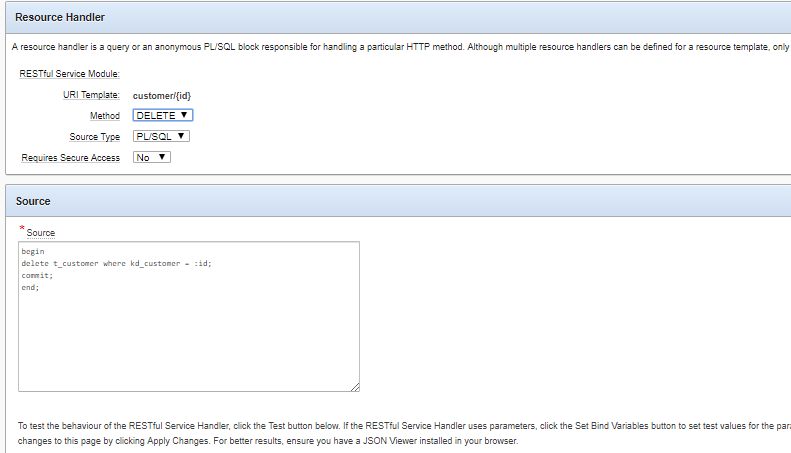 Resource Handler
A resource handler is a query or an anonymous PL/SQL block responsible for handling a particular HTTP method. Although multiple resource handlers can be defined for a resource template, only
RESTful Service Module:
URI Template: customer/{id}
Method DELETE
Source Type PL/SQL
Requires Secure Access No
Source
* Source
begin
delete t_customer where kd_customer = :id;
commit;
end;
To test the behaviour of the RESTful Service Handler, click the Test button below. If the RESTful Service Handler uses parameters, click the Set Bind Variables button to set test values for the
changes to this page by clicking Apply Changes. For better results, ensure you have a JSON Viewer installed in your browser.